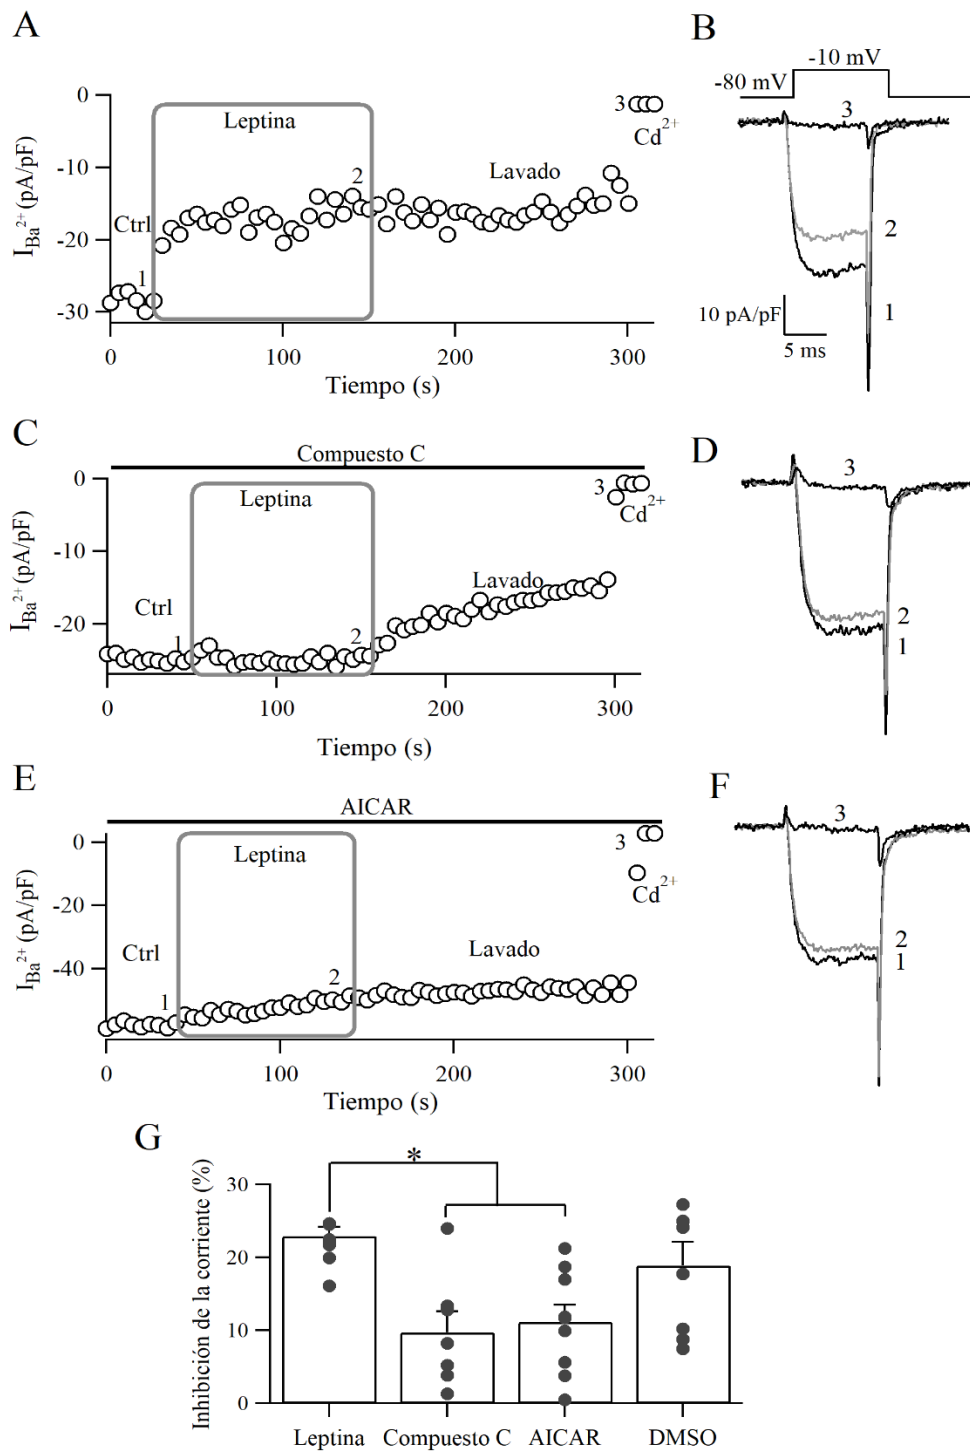 A
B
-10 mV
-80 mV
0
-10
-20
-30
I_Ba²⁺ (pA/pF)
Leptina
Ctrl
1
2
Lavado
3
Cd²⁺
0
100
200
300
Tiempo (s)
3
2
1
10 pA/pF
5 ms
C
D
Compuesto C
0
-10
-20
I_Ba²⁺ (pA/pF)
Leptina
Ctrl
1
2
Lavado
3
Cd²⁺
0
100
200
300
Tiempo (s)
3
2
1
E
F
AICAR
0
-20
-40
I_Ba²⁺ (pA/pF)
Leptina
Ctrl
1
2
Lavado
3
Cd²⁺
0
100
200
300
Tiempo (s)
3
2
1
G
*
Inhibición de la corriente (%)
30
20
10
0
Leptina Compuesto C AICAR DMSO